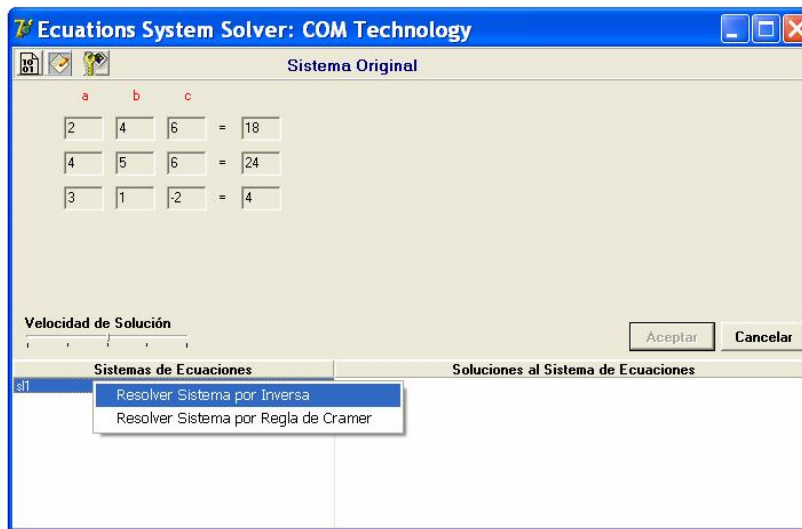 Ecuations System Solver: COM Technology
Sistema Original
a b c
2 4 6 = 18
4 5 6 = 24
3 1 -2 = 4
Velocidad de Solución
Aceptar Cancelar
Sistemas de Ecuaciones Soluciones al Sistema de Ecuaciones
sl1
Resolver Sistema por Inversa
Resolver Sistema por Regla de Cramer